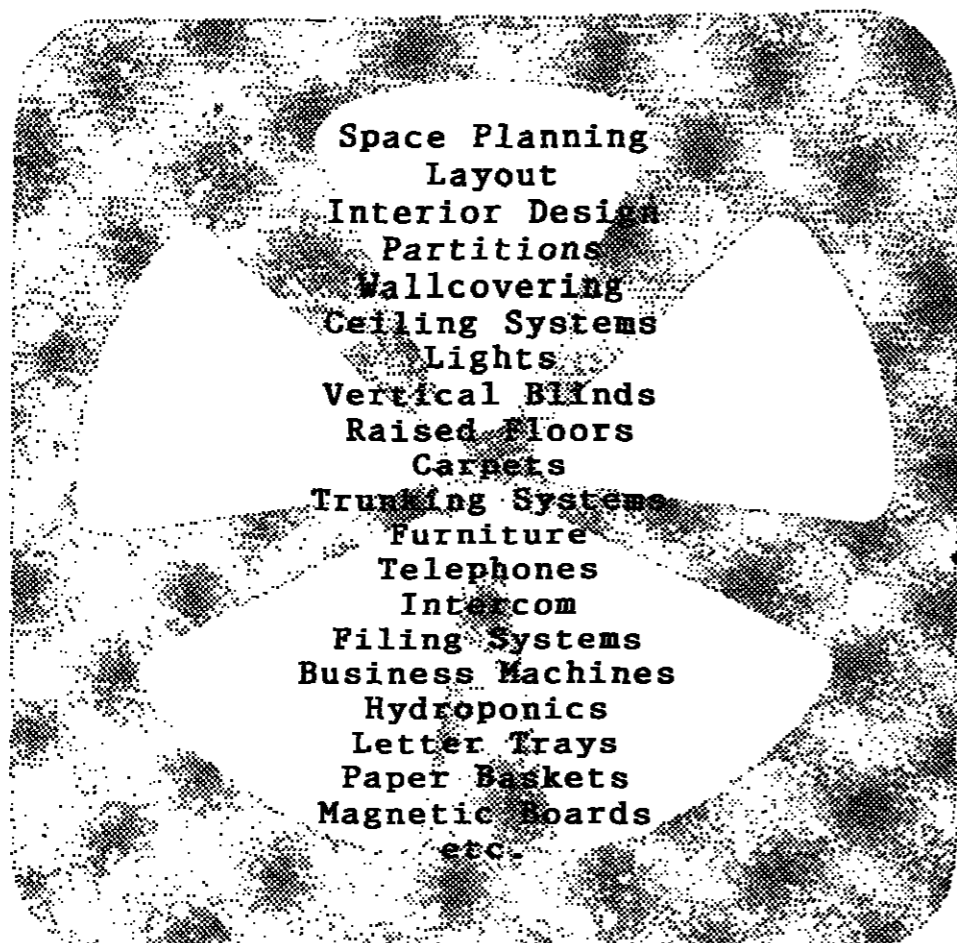 Space Planning
Layout
Interior Design
Partitions
Wallcovering
Ceiling Systems
Lights
Vertical Blinds
Raised Floors
Carpets
Trunking Systems
Furniture
Telephones
Intercom
Filing Systems
Business Machines
Hydroponics
Letter Trays
Paper Baskets
Magnetic Boards
etc.